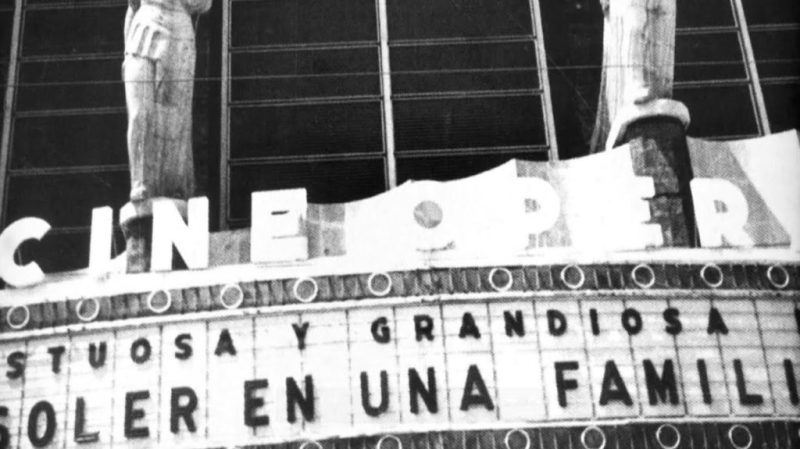 CINE OPER
STUOSA Y GRANDIOSA
SOLER EN UNA FAMILI